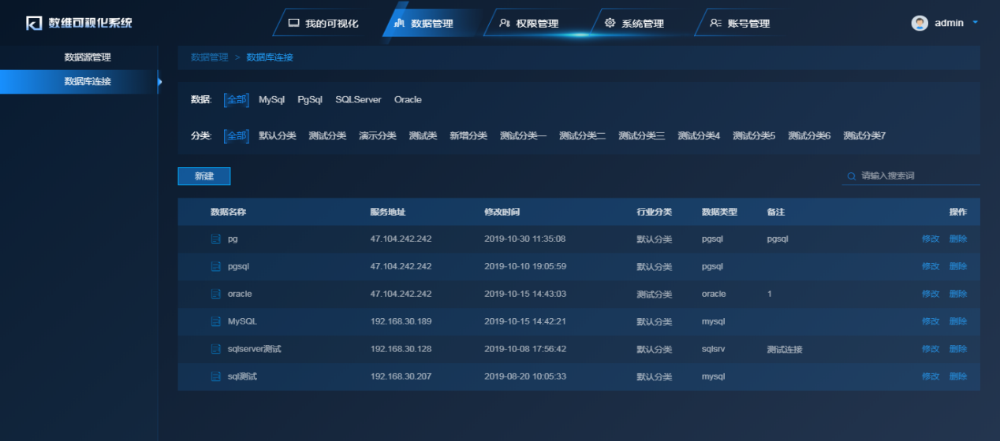 数维可视化系统 我的可视化 数据管理 权限管理 系统管理 账号管理 admin
数据源管理
数据库连接
数据管理 > 数据库连接
数据: 全部 MySql PgSql SQLServer Oracle
分类: 全部 默认分类 测试分类 演示分类 测试类 新增分类 测试分类一 测试分类二 测试分类三 测试分类4 测试分类5 测试分类6 测试分类7
新建 请输入搜索词
数据名称 服务地址 修改时间 行业分类 数据类型 备注 操作
pg 47.104.242.242 2019-10-30 11:35:08 默认分类 pgsql pgsql 修改 删除
pgsql 47.104.242.242 2019-10-10 19:05:59 默认分类 pgsql 修改 删除
oracle 47.104.242.242 2019-10-15 14:43:03 测试分类 oracle 1 修改 删除
MySQL 192.168.30.189 2019-10-15 14:42:21 默认分类 mysql 修改 删除
sqlserver测试 192.168.30.128 2019-10-08 17:56:42 默认分类 sqlsrv 测试连接 修改 删除
sql测试 192.168.30.207 2019-08-20 10:05:33 默认分类 mysql 修改 删除